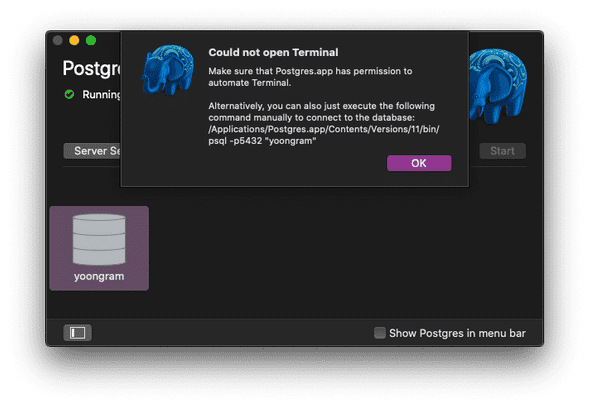 Could not open Terminal
Postgre
Make sure that Postgres.app has permission to
automate Terminal.
Running
Alternatively, you can also just execute the following
command manually to connect to the database:
/Applications/Postgres.app/Contents/Versions/11/bin/
psql -p5432 "yoongram"
Server Se
Start
OK
yoongram
Show Postgres in menu bar